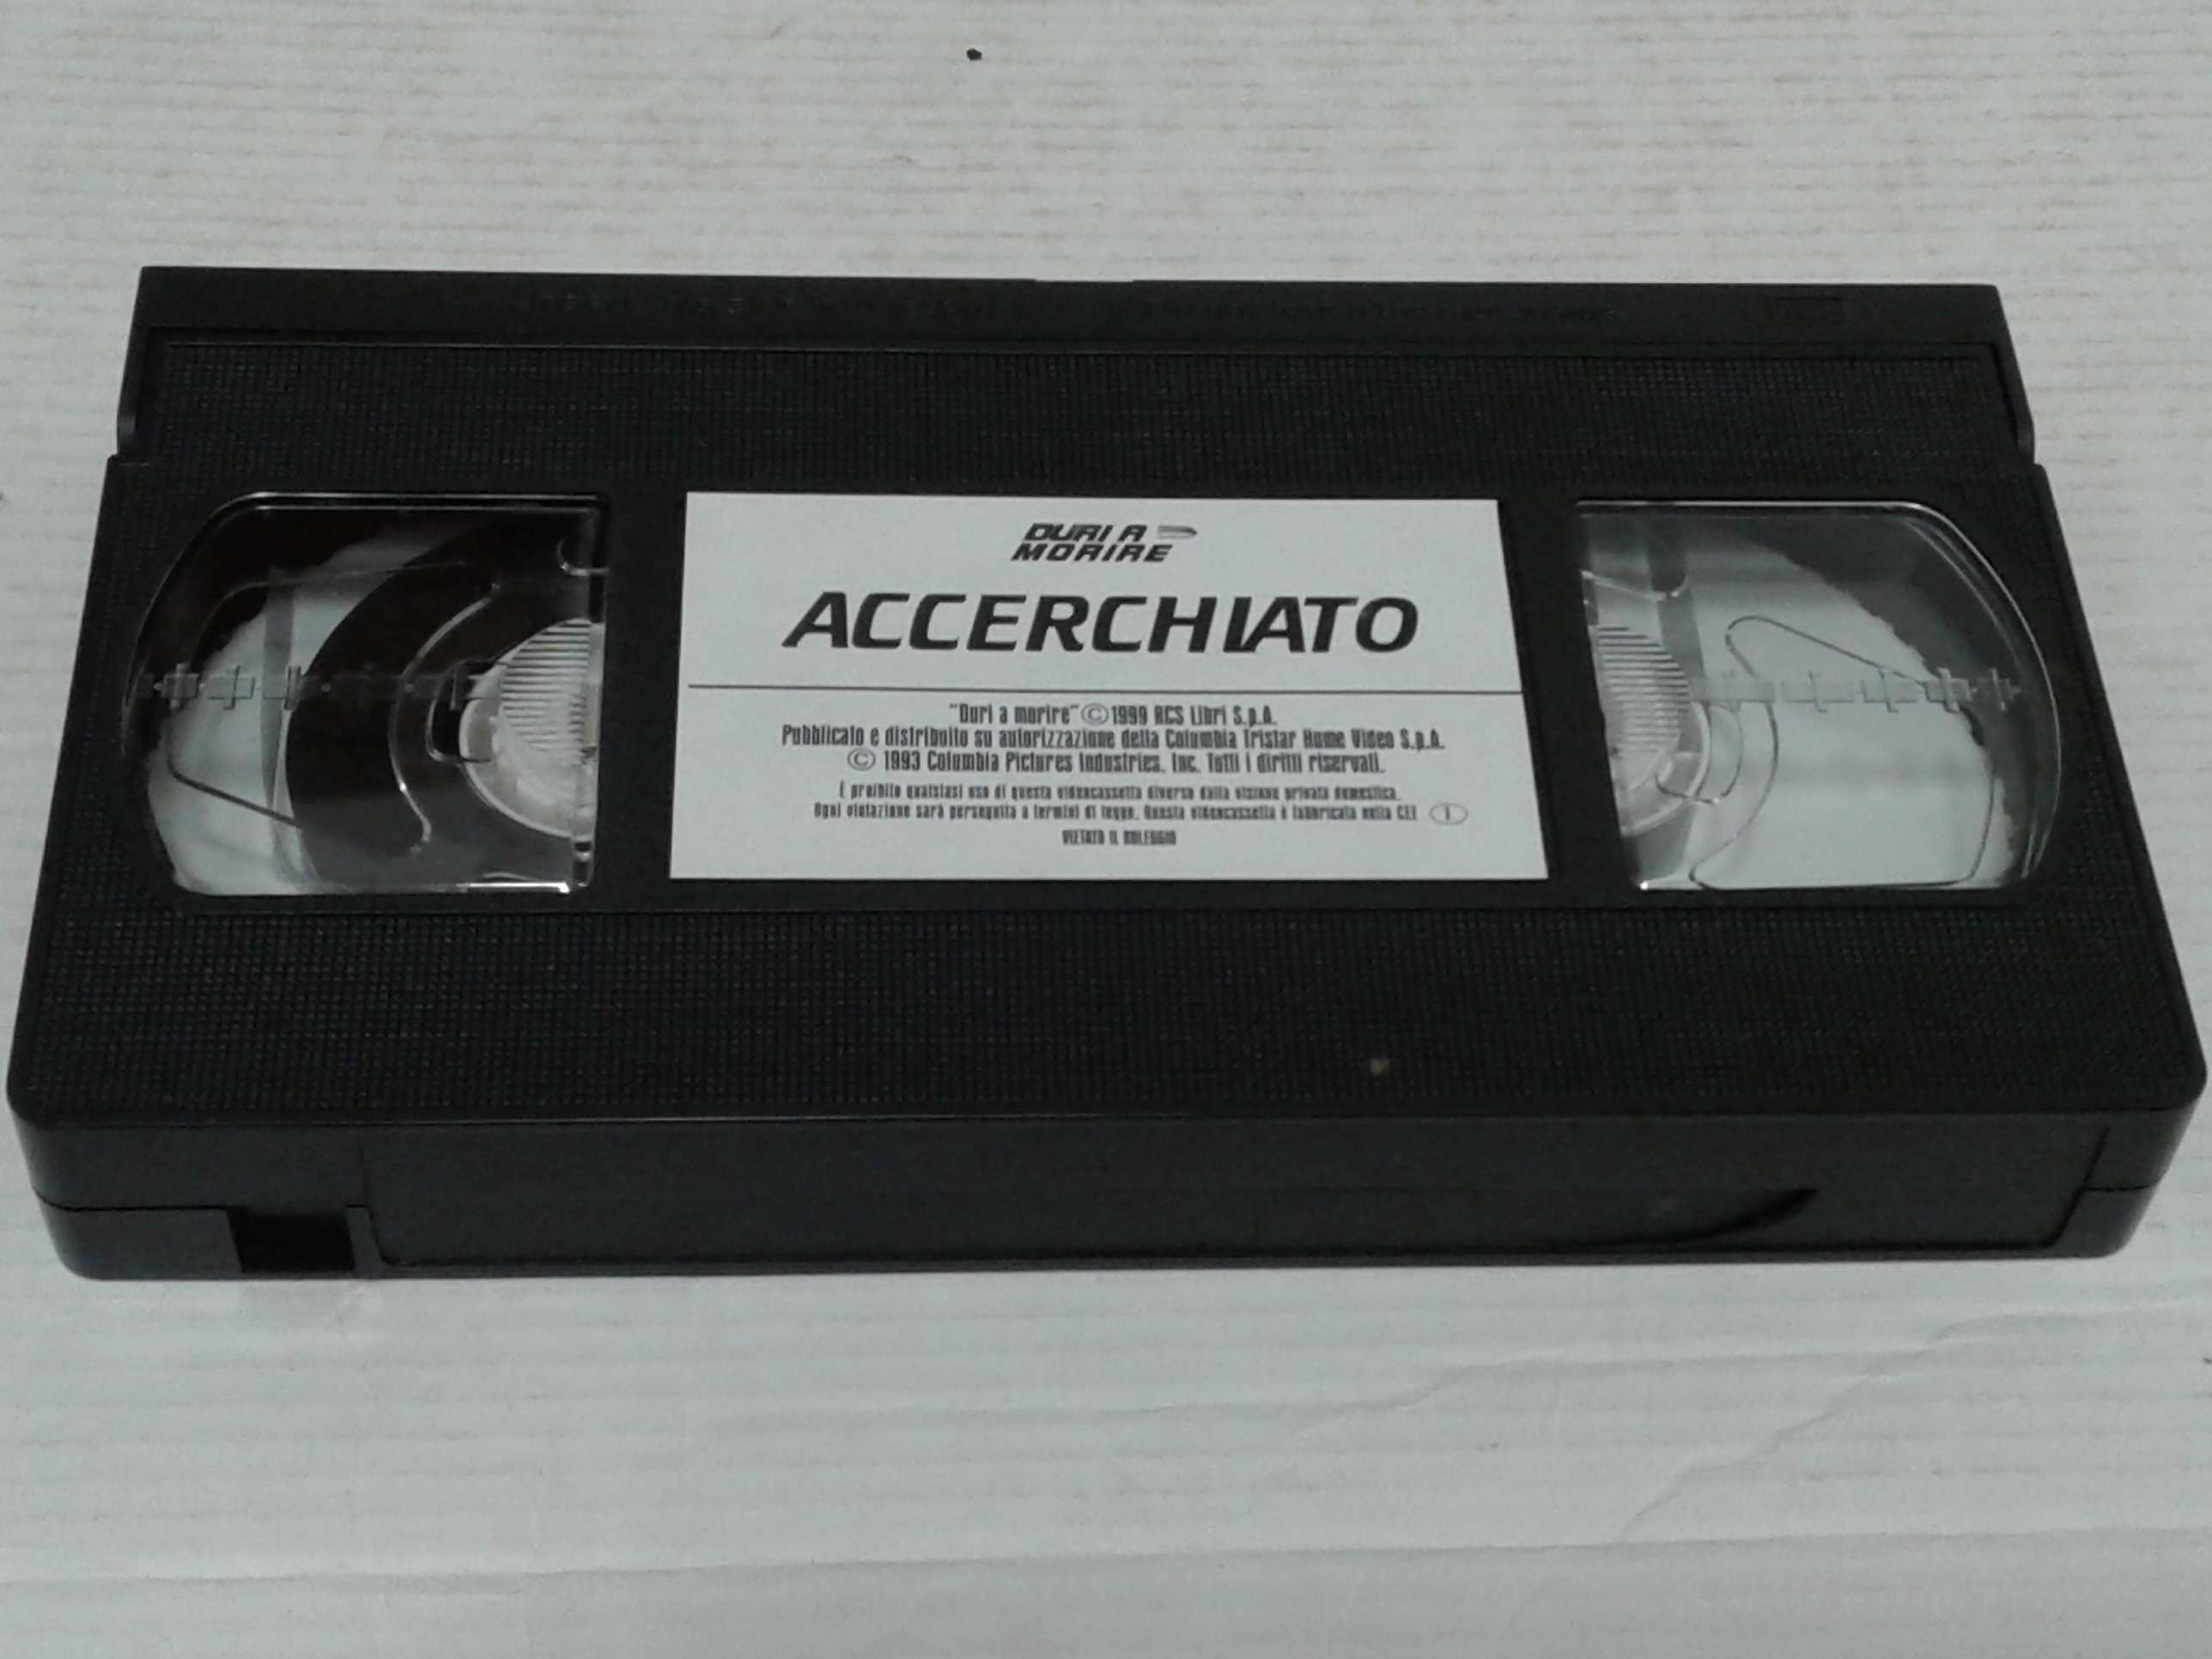 DURI A
MORIRE
ACCERCHIATO
"Duri a morire" © 1999 RCS Libri S.p.A.
Pubblicato e distribuito su autorizzazione della Columbia Tristar Home Video S.p.A.
© 1993 Columbia Pictures Industries, Inc. Tutti i diritti riservati.
È proibito qualsiasi uso di questa videocassetta diverso dalla visione privata domestica.
Ogni violazione sarà perseguita a termini di legge. Questa videocassetta è fabbricata nella CEE I
VIETATO IL NOLEGGIO